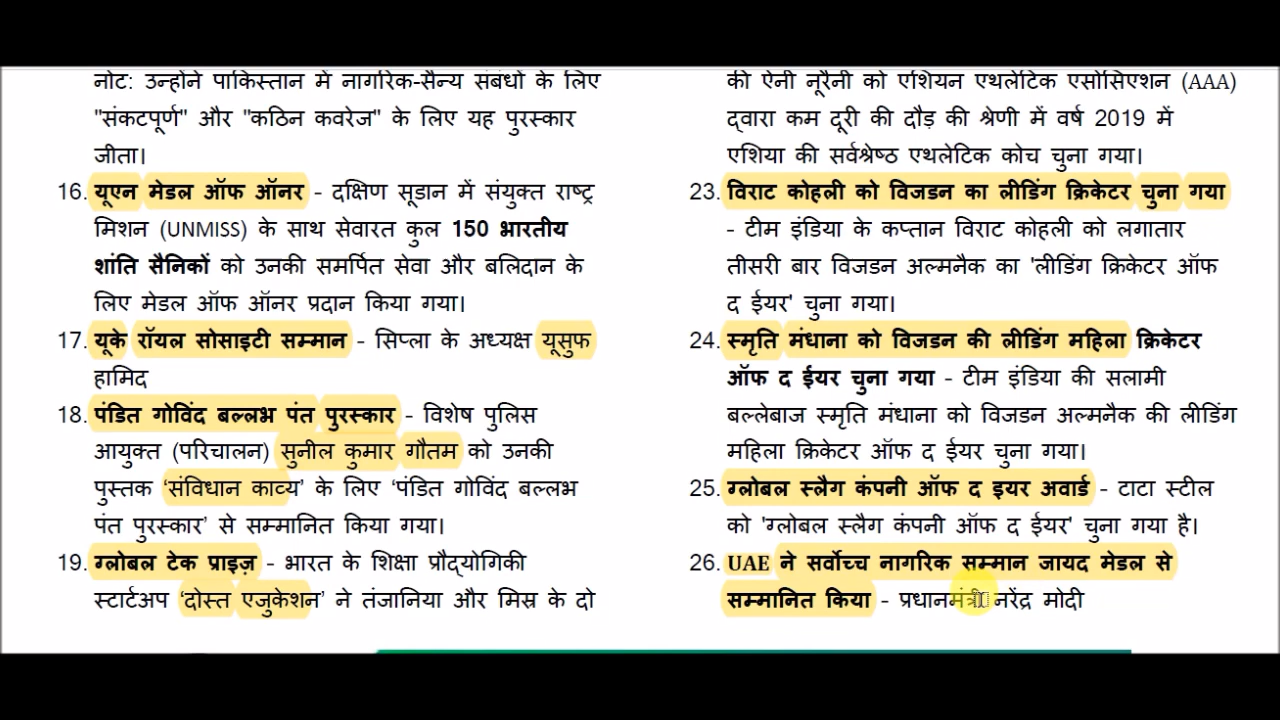 नोट: उन्होंने पाकिस्तान में नागरिक-सैन्य संबंधों के लिए
"संकटपूर्ण" और "कठिन कवरेज" के लिए यह पुरस्कार
जीता।
16. यूएन मेडल ऑफ ऑनर - दक्षिण सूडान में संयुक्त राष्ट्र
मिशन (UNMISS) के साथ सेवारत कुल 150 भारतीय
शांति सैनिकों को उनकी समर्पित सेवा और बलिदान के
लिए मेडल ऑफ ऑनर प्रदान किया गया।
17. यूके रॉयल सोसाइटी सम्मान - सिप्ला के अध्यक्ष यूसुफ
हामिद
18. पंडित गोविंद बल्लभ पंत पुरस्कार - विशेष पुलिस
आयुक्त (परिचालन) सुनील कुमार गौतम को उनकी
पुस्तक ‘संविधान काव्य’ के लिए ‘पंडित गोविंद बल्लभ
पंत पुरस्कार’ से सम्मानित किया गया।
19. ग्लोबल टेक प्राइज़ - भारत के शिक्षा प्रौद्योगिकी
स्टार्टअप ‘दोस्त एजुकेशन’ ने तंजानिया और मिस्र के दो
की ऐनी नूरैनी को एशियन एथलेटिक एसोसिएशन (AAA)
द्वारा कम दूरी की दौड़ की श्रेणी में वर्ष 2019 में
एशिया की सर्वश्रेष्ठ एथलेटिक कोच चुना गया।
23. विराट कोहली को विजडन का लीडिंग क्रिकेटर चुना गया
- टीम इंडिया के कप्तान विराट कोहली को लगातार
तीसरी बार विजडन अल्मनैक का 'लीडिंग क्रिकेटर ऑफ
द ईयर' चुना गया।
24. स्मृति मंधाना को विजडन की लीडिंग महिला क्रिकेटर
ऑफ द ईयर चुना गया - टीम इंडिया की सलामी
बल्लेबाज स्मृति मंधाना को विजडन अल्मनैक की लीडिंग
महिला क्रिकेटर ऑफ द ईयर चुना गया।
25. ग्लोबल स्लैग कंपनी ऑफ द इयर अवार्ड - टाटा स्टील
को 'ग्लोबल स्लैग कंपनी ऑफ द ईयर' चुना गया है।
26. UAE ने सर्वोच्च नागरिक सम्मान जायद मेडल से
सम्मानित किया - प्रधानमंत्री नरेंद्र मोदी